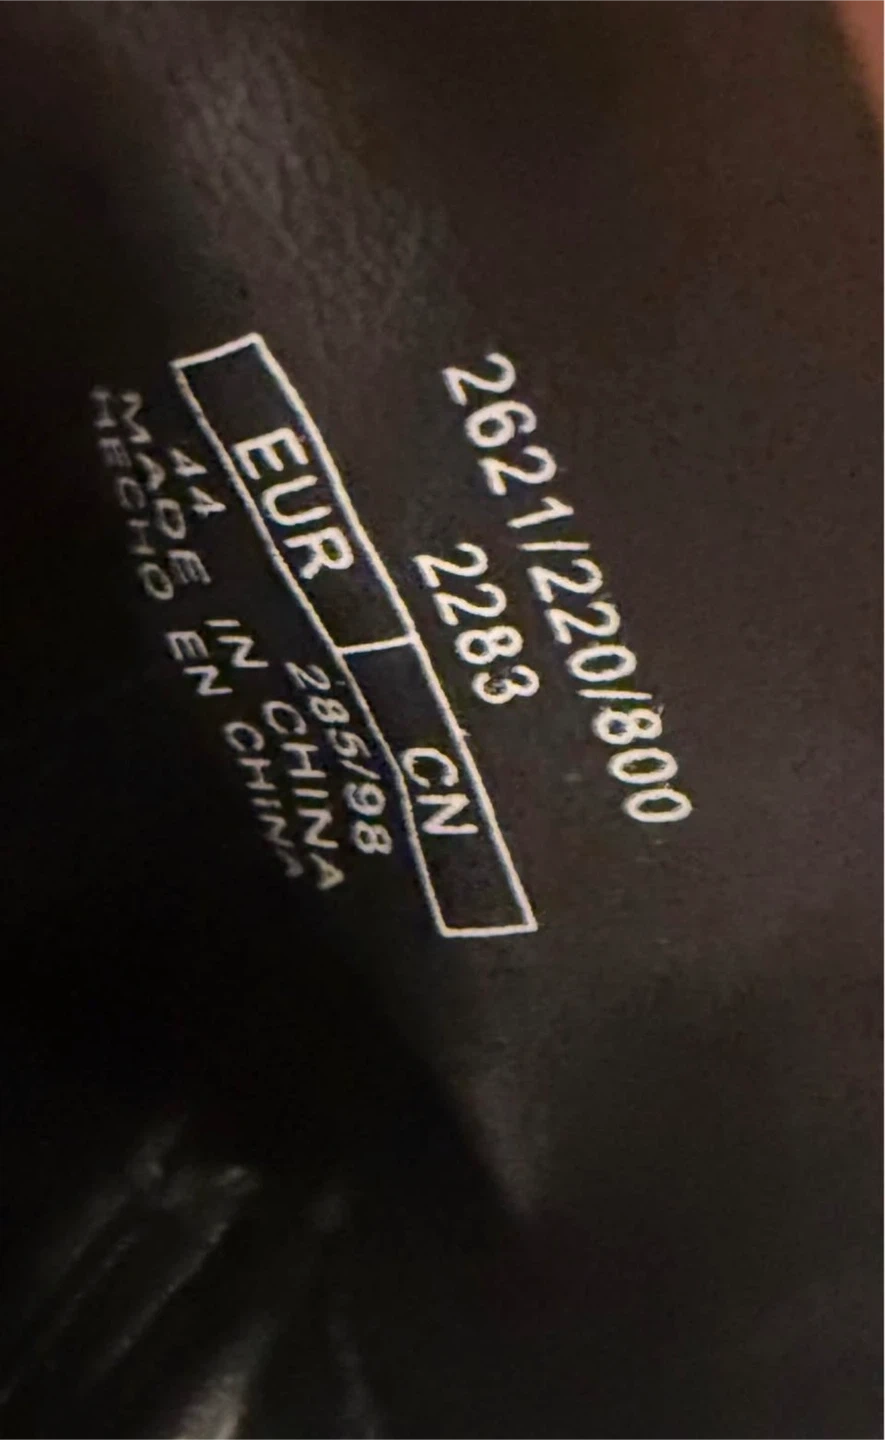 2621/220/800
2283
EUR CN
44 285/98
MADE IN CHINA
HECHO EN CHINA